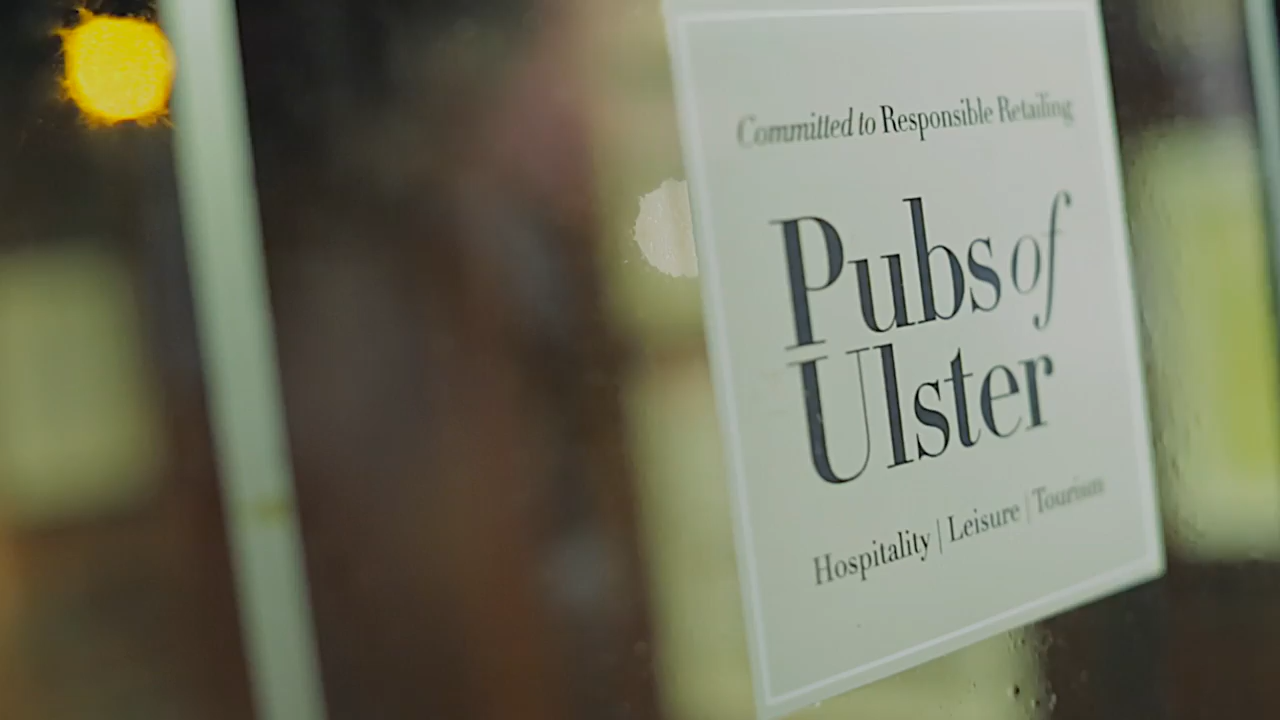 Committed to Responsible Retailing
Pubs of
Ulster
Hospitality | Leisure | Tourism